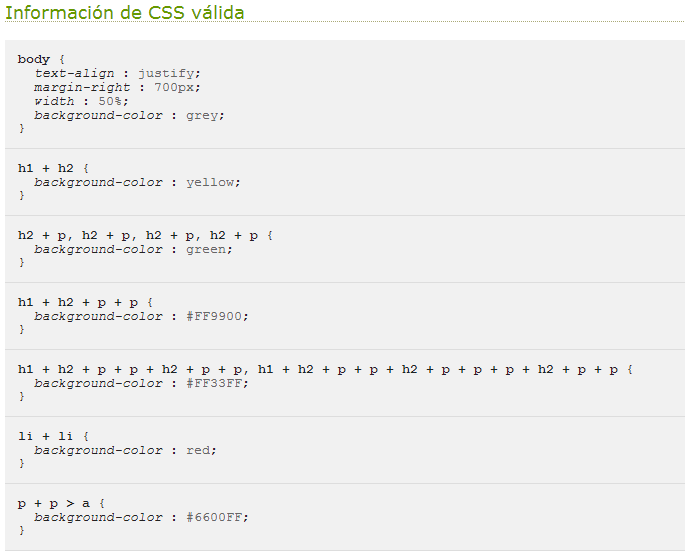 Información de CSS válida
body {
text-align : justify;
margin-right : 700px;
width : 50%;
background-color : grey;
}
h1 + h2 {
background-color : yellow;
}
h2 + p, h2 + p, h2 + p, h2 + p {
background-color : green;
}
h1 + h2 + p + p {
background-color : #FF9900;
}
h1 + h2 + p + p + h2 + p + p, h1 + h2 + p + p + h2 + p + p + p + h2 + p + p {
background-color : #FF33FF;
}
li + li {
background-color : red;
}
p + p > a {
background-color : #6600FF;
}